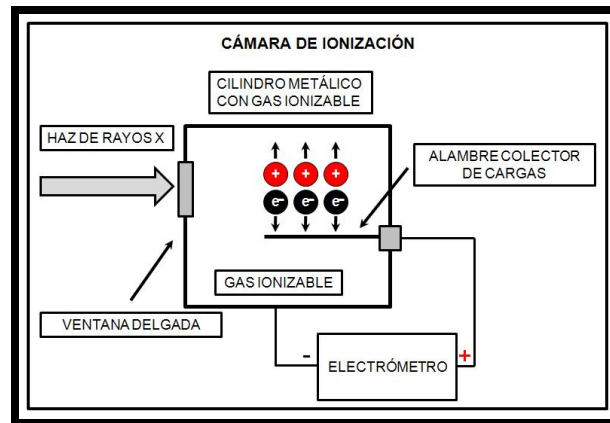 CÁMARA DE IONIZACIÓN
CILINDRO METÁLICO
CON GAS IONIZABLE
HAZ DE RAYOS X
ALAMBRE COLECTOR
DE CARGAS
+ + +
e- e- e-
GAS IONIZABLE
VENTANA DELGADA
- +
ELECTRÓMETRO